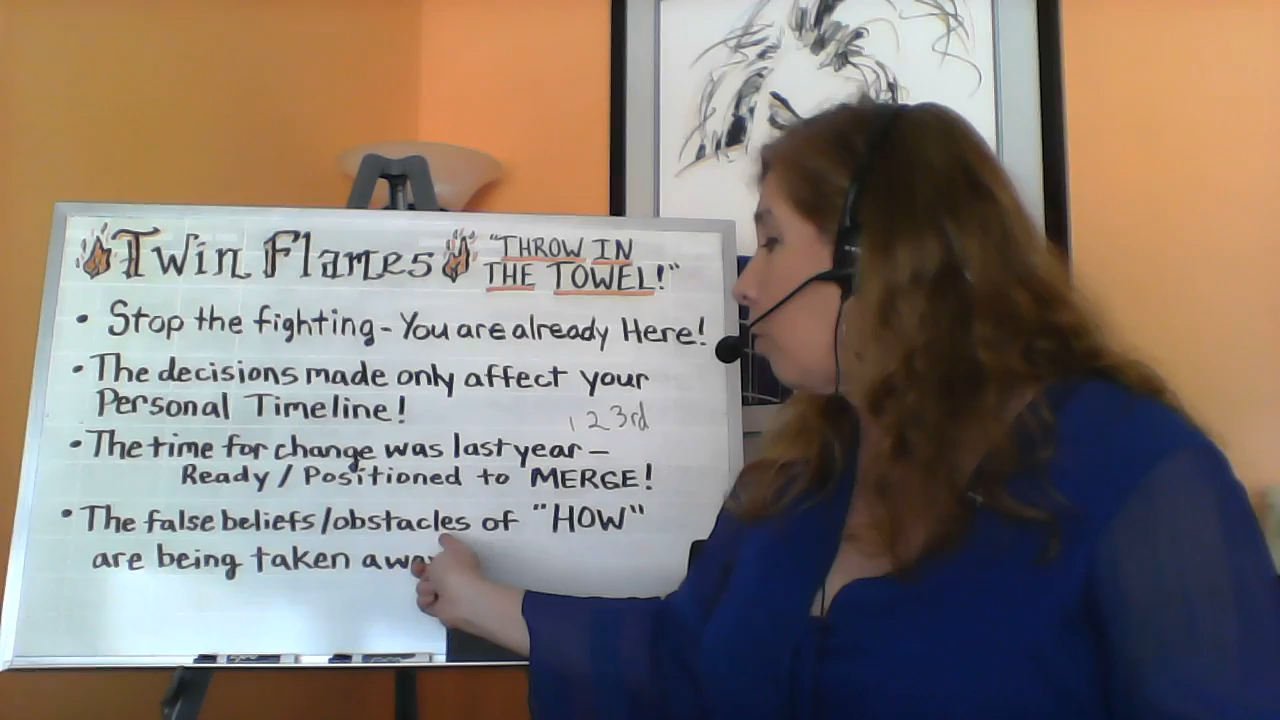 Twin Flames "THROW IN
THE TOWEL!"
• Stop the fighting - You are already Here!
• The decisions made only affect your
Personal Timeline!
1 2 3rd
• The time for change was last year -
Ready / Positioned to MERGE!
• The false beliefs/obstacles of "HOW"
are being taken